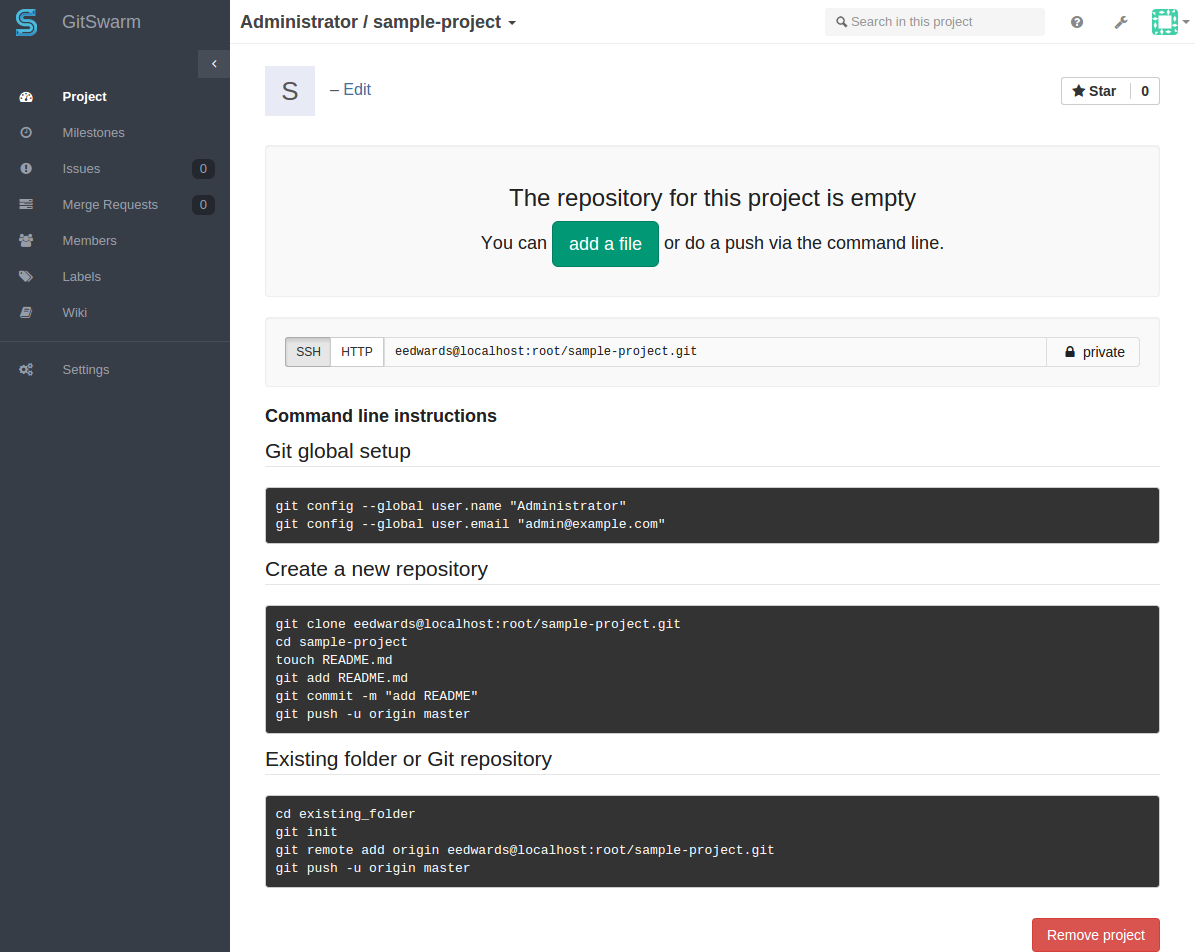 GitSwarm
Administrator / sample-project
Search in this project
Project
Milestones
Issues 0
Merge Requests 0
Members
Labels
Wiki
Settings
S
– Edit
Star 0
The repository for this project is empty
You can add a file or do a push via the command line.
SSH HTTP eedwards@localhost:root/sample-project.git private
Command line instructions
Git global setup
git config --global user.name "Administrator"
git config --global user.email "admin@example.com"
Create a new repository
git clone eedwards@localhost:root/sample-project.git
cd sample-project
touch README.md
git add README.md
git commit -m "add README"
git push -u origin master
Existing folder or Git repository
cd existing_folder
git init
git remote add origin eedwards@localhost:root/sample-project.git
git push -u origin master
Remove project